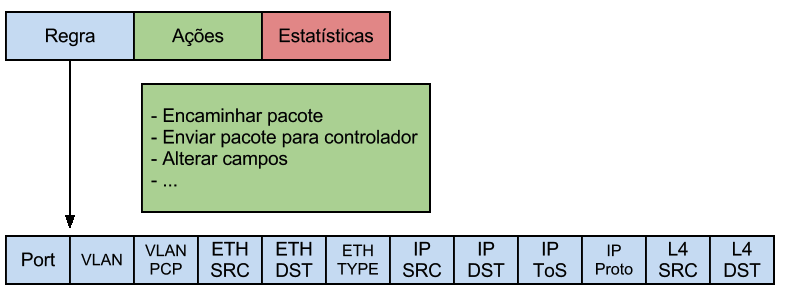 Regra Ações Estatísticas
- Encaminhar pacote
- Enviar pacote para controlador
- Alterar campos
- ...
Port VLAN VLAN PCP ETH SRC ETH DST ETH TYPE IP SRC IP DST IP ToS IP Proto L4 SRC L4 DST